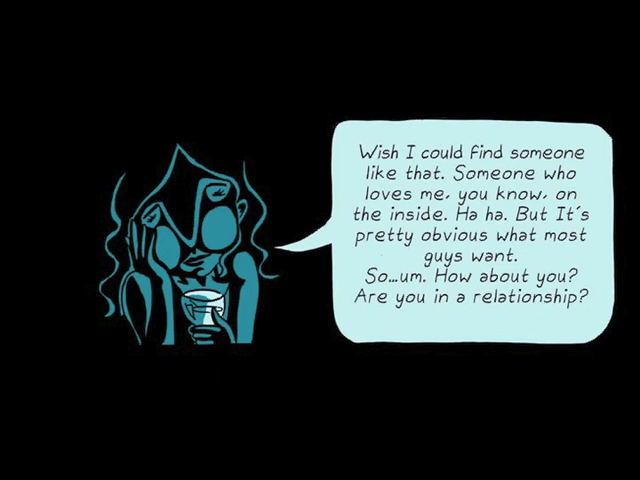 Wish I could find someone
like that. Someone who
loves me, you know, on
the inside. Ha ha. But It's
pretty obvious what most
guys want.
So...um. How about you?
Are you in a relationship?